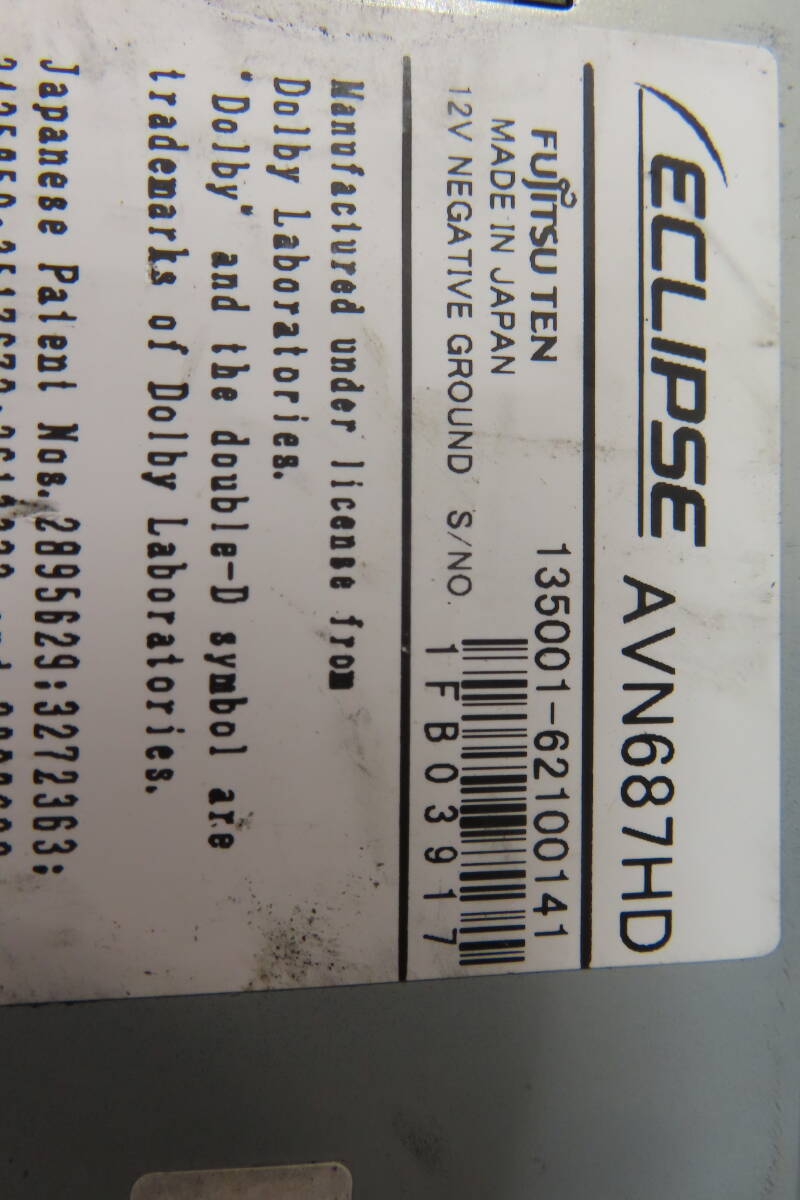 ECLIPSE AVN687HD
FUJITSU TEN 135001-62100141
MADE IN JAPAN
12V NEGATIVE GROUND S/NO. 1FB03917
Manufactured under license from
Dolby Laboratories.
"Dolby" and the double-D symbol are
trademarks of Dolby Laboratories.
Japanese Patent Nos. 2895629;3272363;